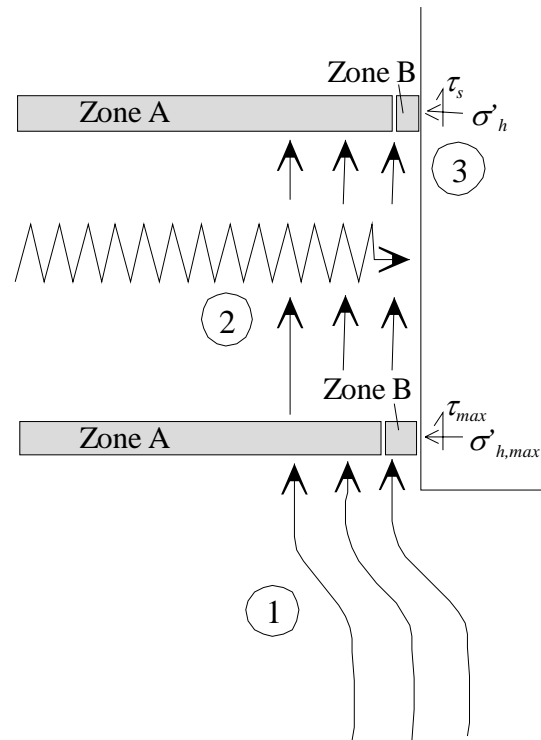 Zone B
τs
Zone A
σ'h
3
2
Zone B
τmax
Zone A
σ'h,max
1